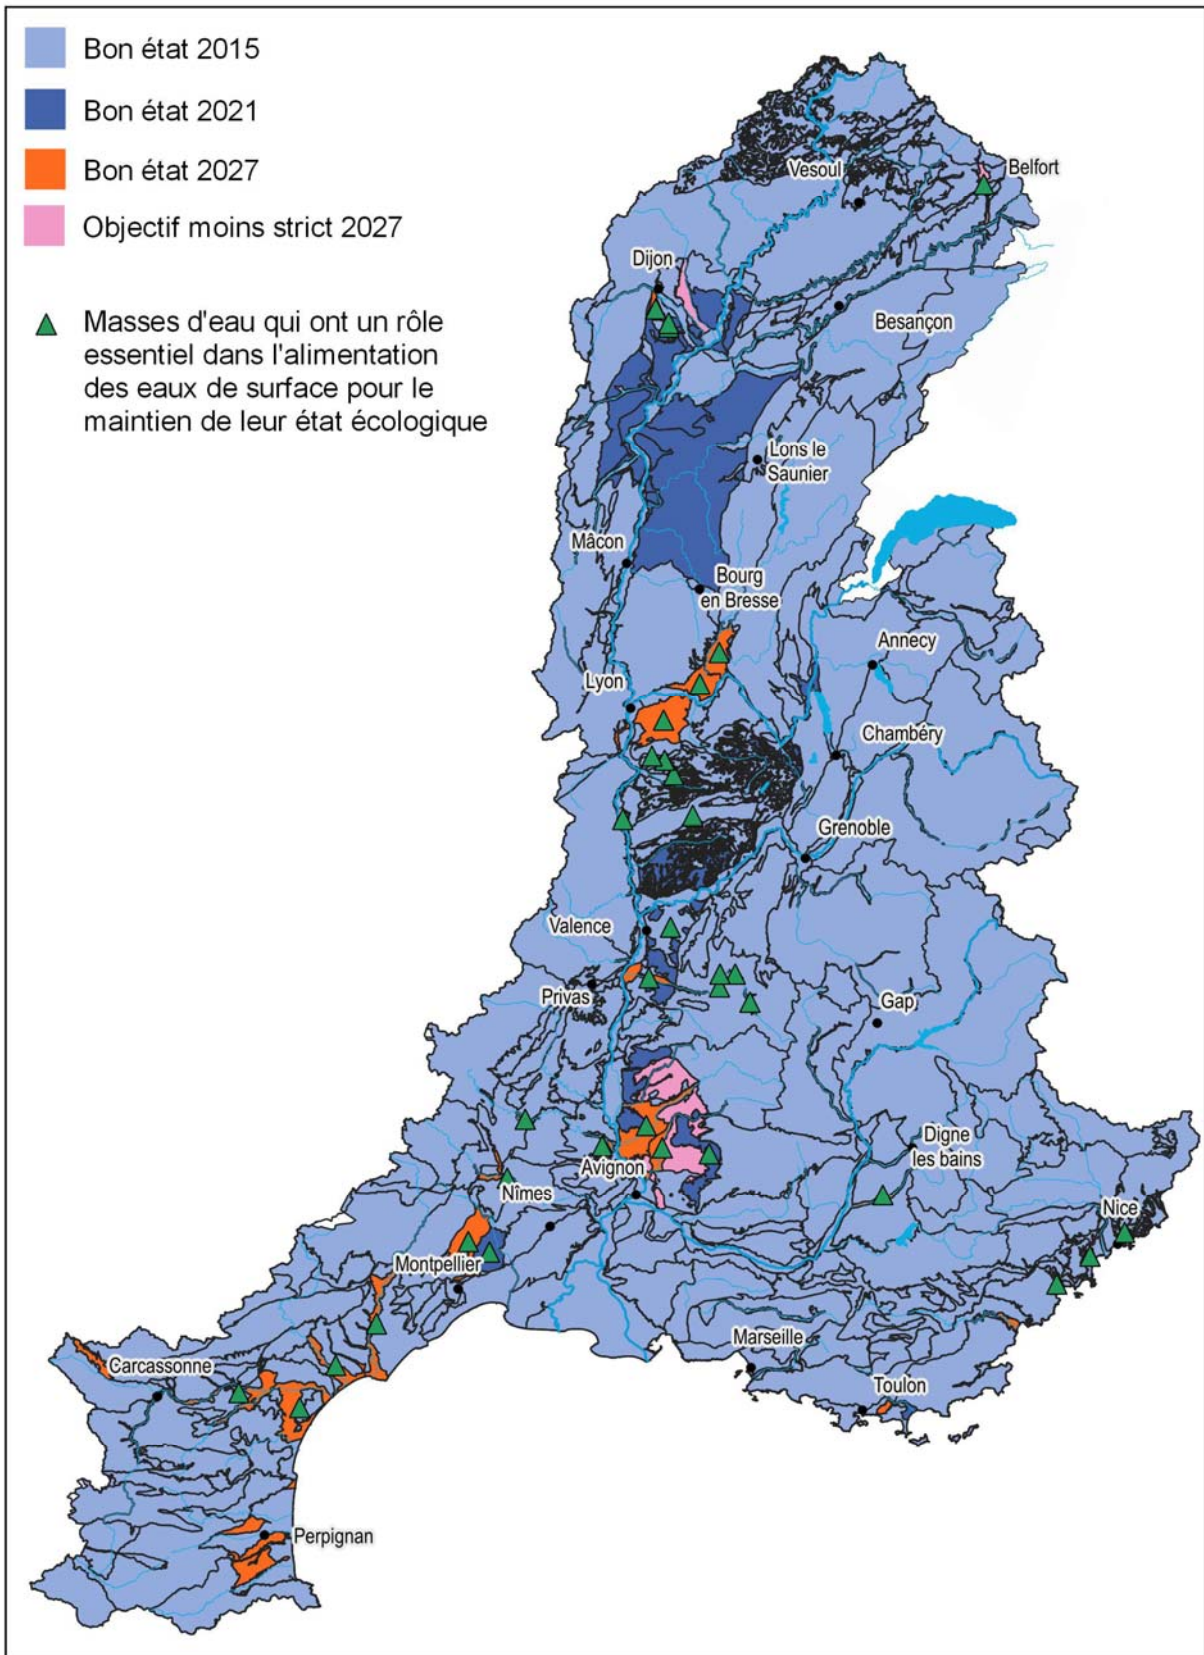 Bon état 2015
Bon état 2021
Bon état 2027
Objectif moins strict 2027
Masses d'eau qui ont un rôle
essentiel dans l'alimentation
des eaux de surface pour le
maintien de leur état écologique
Vesoul
Belfort
Dijon
Besançon
Lons le
Saunier
Mâcon
Bourg
en Bresse
Annecy
Lyon
Chambéry
Grenoble
Valence
Privas
Gap
Digne
les bains
Avignon
Nîmes
Nice
Montpellier
Marseille
Carcassonne
Toulon
Perpignan